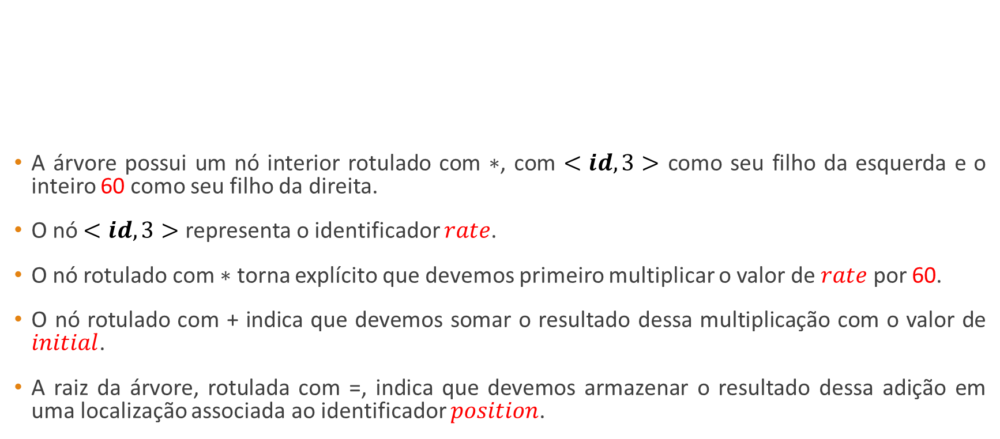 • A árvore possui um nó interior rotulado com ∗, com < id, 3 > como seu filho da esquerda e o
inteiro 60 como seu filho da direita.
• O nó < id, 3 > representa o identificador rate.
• O nó rotulado com ∗ torna explícito que devemos primeiro multiplicar o valor de rate por 60.
• O nó rotulado com + indica que devemos somar o resultado dessa multiplicação com o valor de
initial.
• A raiz da árvore, rotulada com =, indica que devemos armazenar o resultado dessa adição em
uma localização associada ao identificador position.